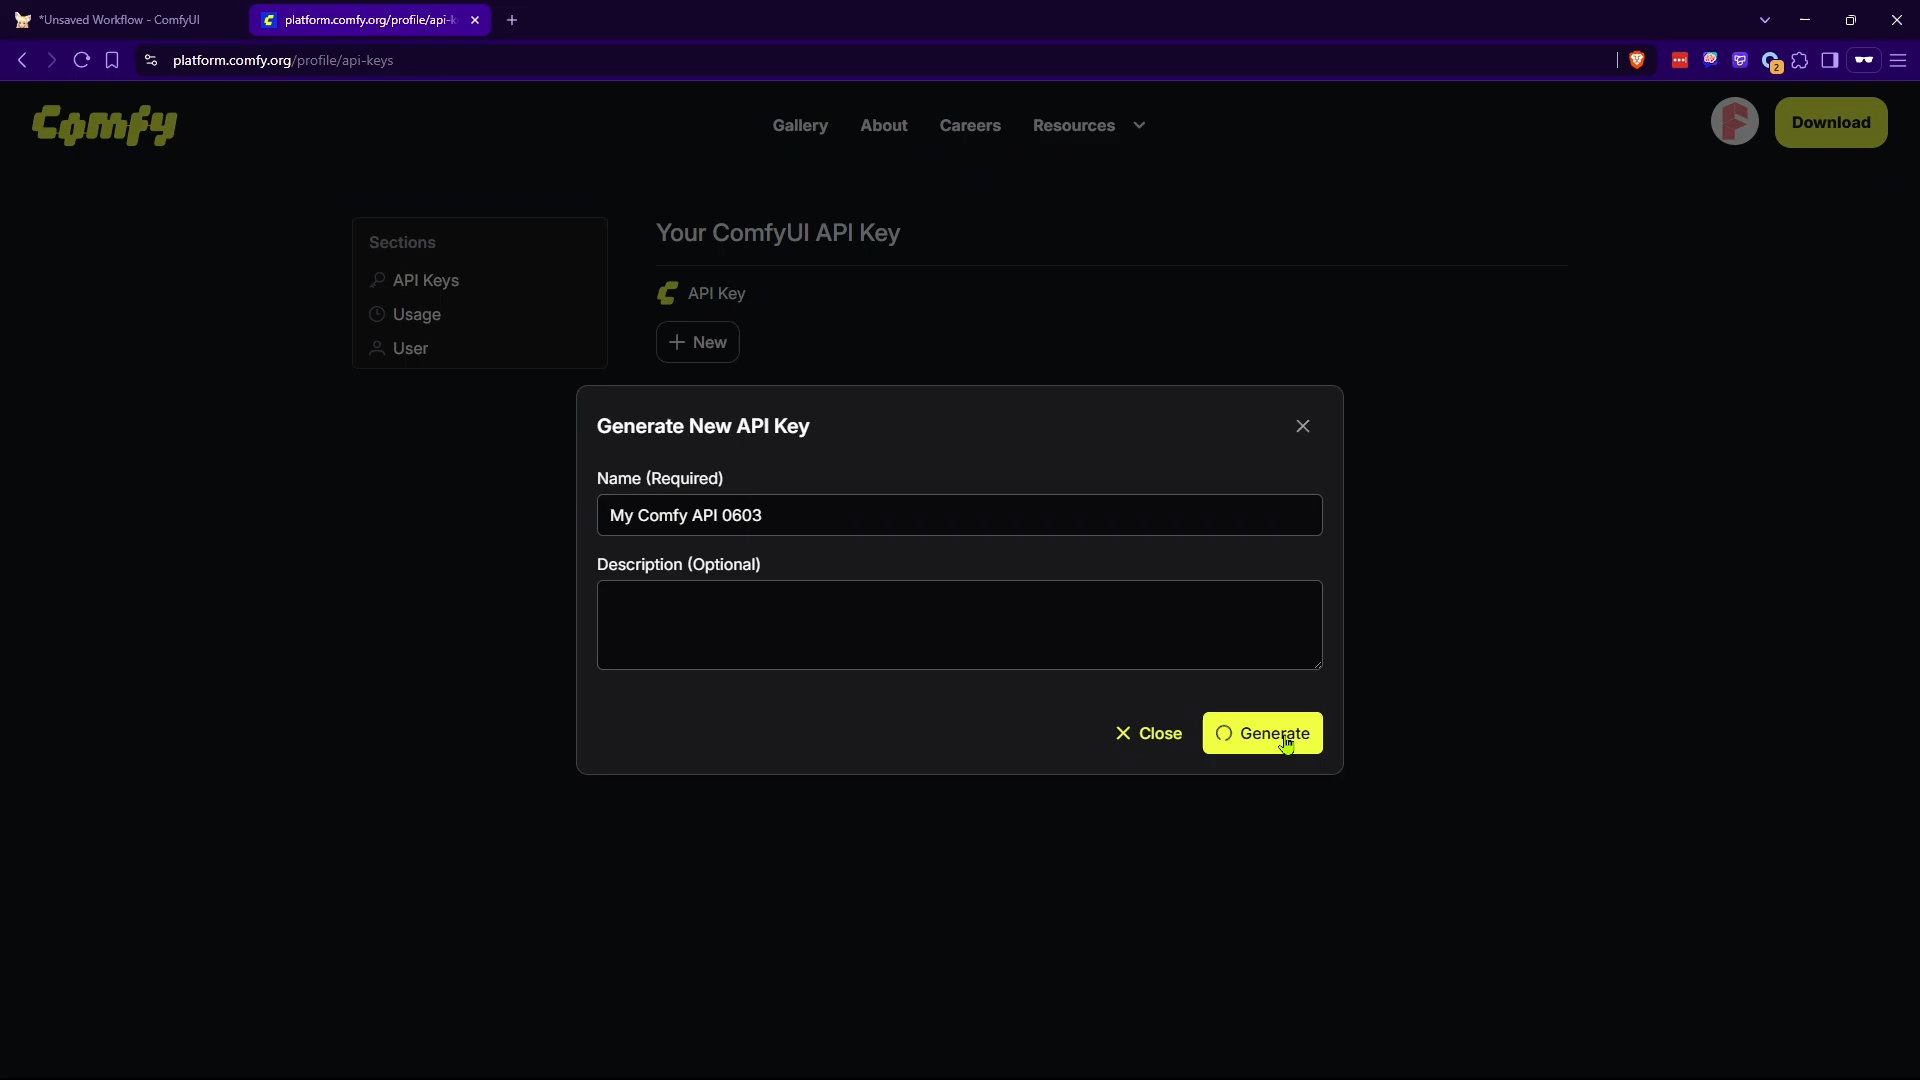 *Unsaved Workflow - ComfyUI
platform.comfy.org/profile/api-k
platform.comfy.org/profile/api-keys
2
Comfy
Gallery
About
Careers
Resources
Download
Sections
API Keys
Usage
User
Your ComfyUI API Key
API Key
+ New
Generate New API Key
Name (Required)
My Comfy API 0603
Description (Optional)
Close
Generate